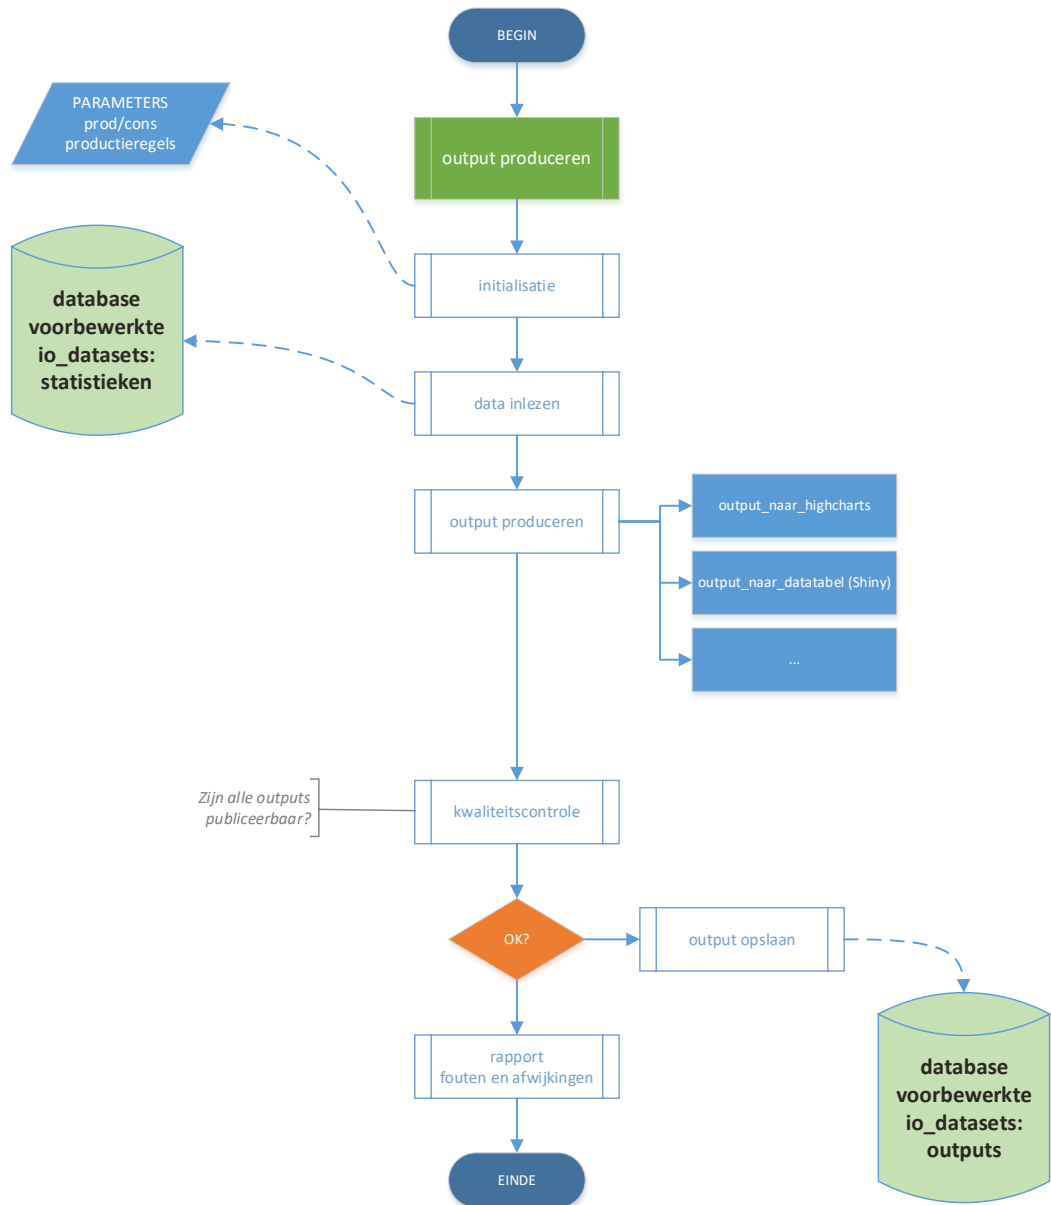 BEGIN
PARAMETERS
prod/cons
productieregels
output produceren
database
voorbewerkte
io_datasets:
statistieken
initialisatie
data inlezen
output produceren
output_naar_highcharts
output_naar_datatabel (Shiny)
...
Zijn alle outputs
publiceerbaar?
kwaliteitscontrole
OK?
output opslaan
rapport
fouten en afwijkingen
database
voorbewerkte
io_datasets:
outputs
EINDE